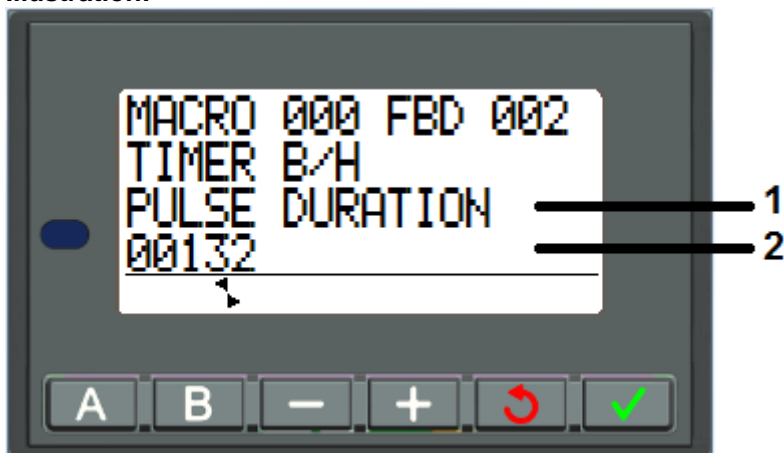 MACRO 000 FBD 002
TIMER B/H
PULSE DURATION
00132
1
2
A B − +